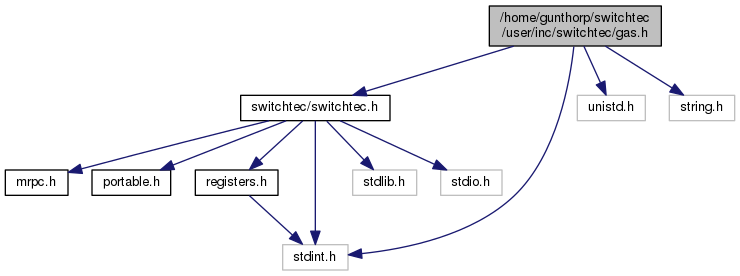 /home/gunthorp/switchtec
/user/inc/switchtec/gas.h
switchtec/switchtec.h
unistd.h
string.h
mrpc.h
portable.h
registers.h
stdlib.h
stdio.h
stdint.h